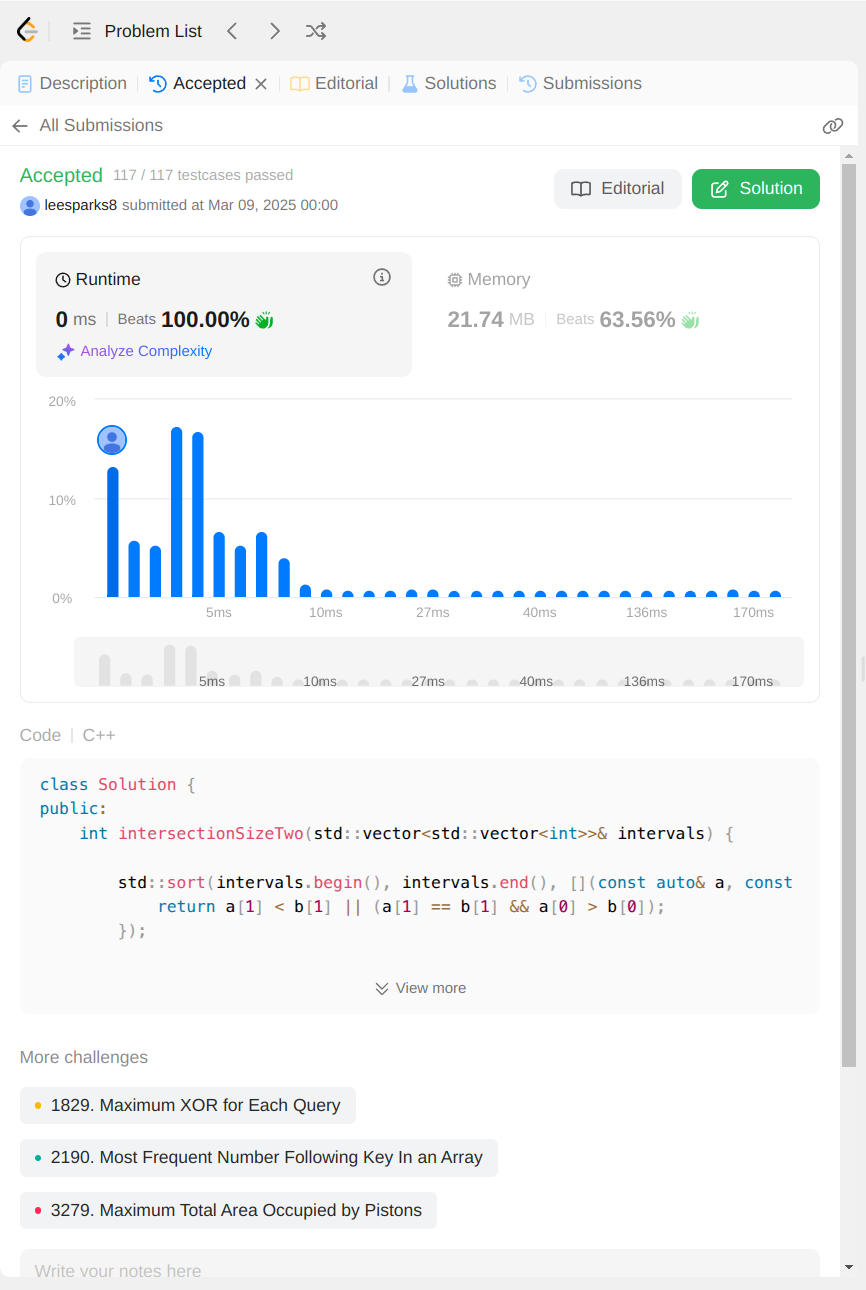 Problem List
Description
Accepted
Editorial
Solutions
Submissions
All Submissions
Accepted 117 / 117 testcases passed
leesparks8 submitted at Mar 09, 2025 00:00
Editorial
Solution
Runtime
0 ms | Beats 100.00%
Analyze Complexity
Memory
21.74 MB | Beats 63.56%
20%
10%
0%
5ms 10ms 27ms 40ms 136ms 170ms
5ms 10ms 27ms 40ms 136ms 170ms
Code | C++
class Solution {
public:
    int intersectionSizeTwo(std::vector<std::vector<int>>& intervals) {
        std::sort(intervals.begin(), intervals.end(), [](const auto& a, const
            return a[1] < b[1] || (a[1] == b[1] && a[0] > b[0]);
        });
View more
More challenges
1829. Maximum XOR for Each Query
2190. Most Frequent Number Following Key In an Array
3279. Maximum Total Area Occupied by Pistons
Write your notes here